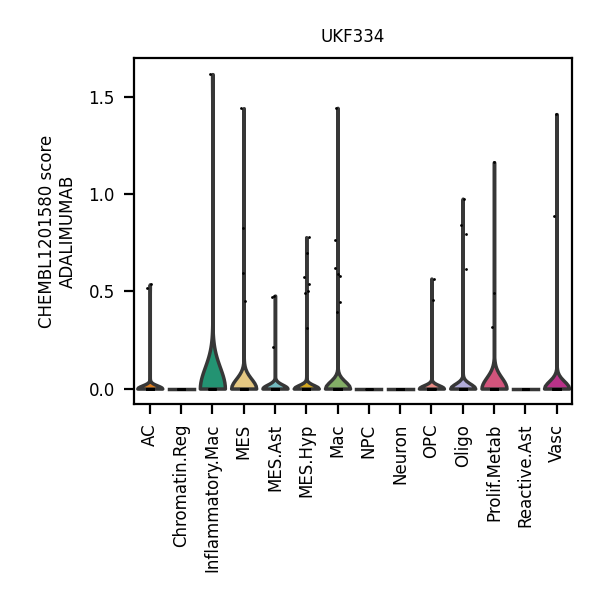 UKF334
CHEMBL1201580 score
ADALIMUMAB
1.5
1.0
0.5
0.0
AC
Chromatin.Reg
Inflammatory.Mac
MES
MES.Ast
MES.Hyp
Mac
NPC
Neuron
OPC
Oligo
Prolif.Metab
Reactive.Ast
Vasc